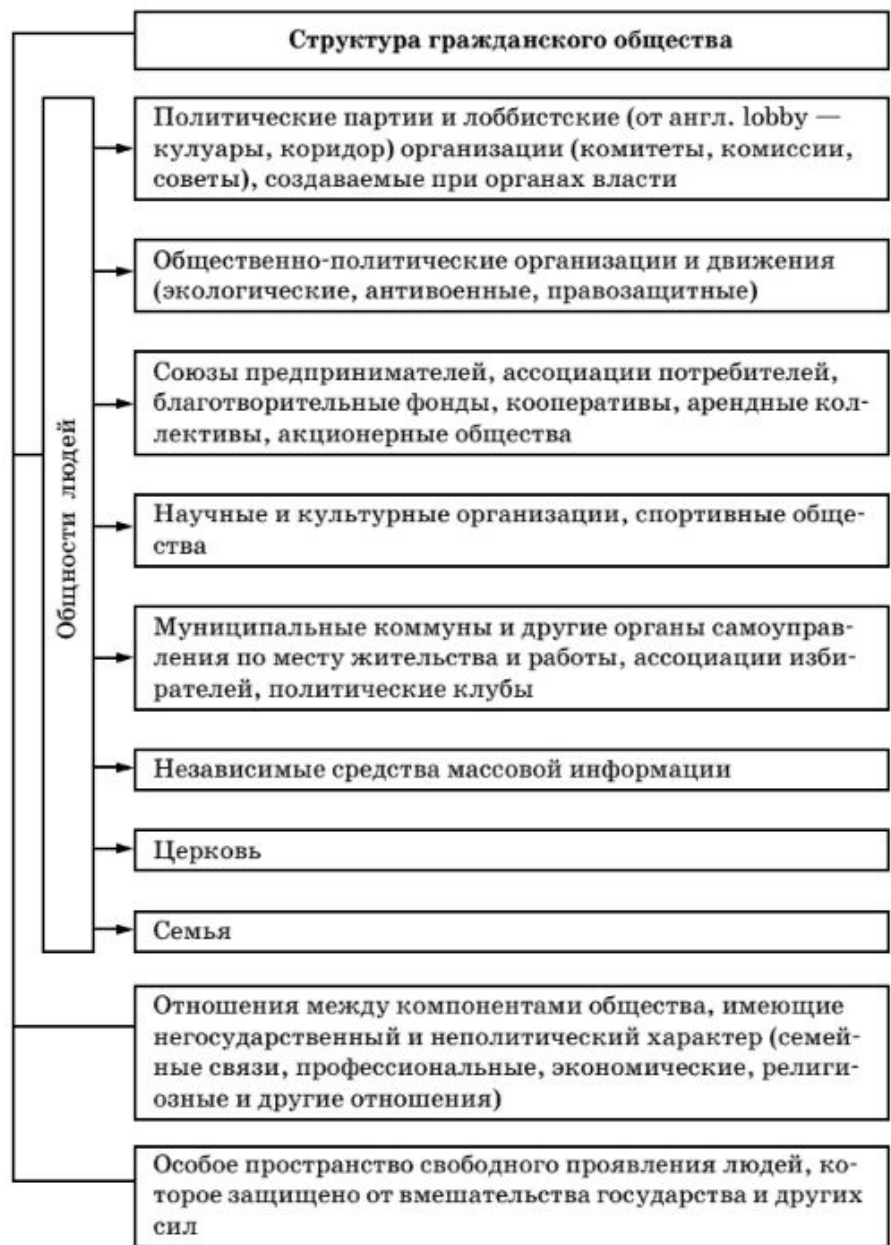 Структура гражданского общества
Общности людей
Политические партии и лоббистские (от англ. lobby —
кулуары, коридор) организации (комитеты, комиссии,
советы), создаваемые при органах власти
Общественно-политические организации и движения
(экологические, антивоенные, правозащитные)
Союзы предпринимателей, ассоциации потребителей,
благотворительные фонды, кооперативы, арендные кол-
лективы, акционерные общества
Научные и культурные организации, спортивные обще-
ства
Муниципальные коммуны и другие органы самоуправ-
ления по месту жительства и работы, ассоциации изби-
рателей, политические клубы
Независимые средства массовой информации
Церковь
Семья
Отношения между компонентами общества, имеющие
негосударственный и неполитический характер (семей-
ные связи, профессиональные, экономические, религи-
озные и другие отношения)
Особое пространство свободного проявления людей, ко-
торое защищено от вмешательства государства и других
сил